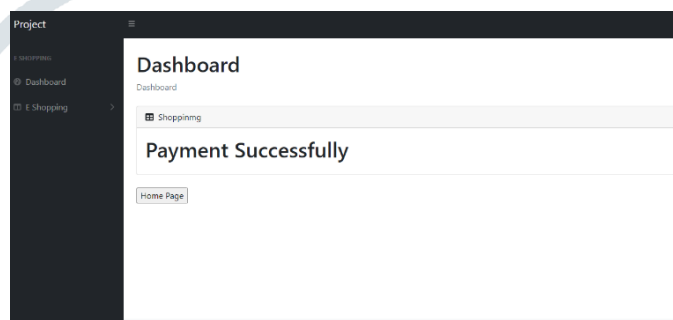 Project
E SHOPPING
Dashboard
E Shopping
Dashboard
Dashboard
Shoppinmg
Payment Successfully
Home Page